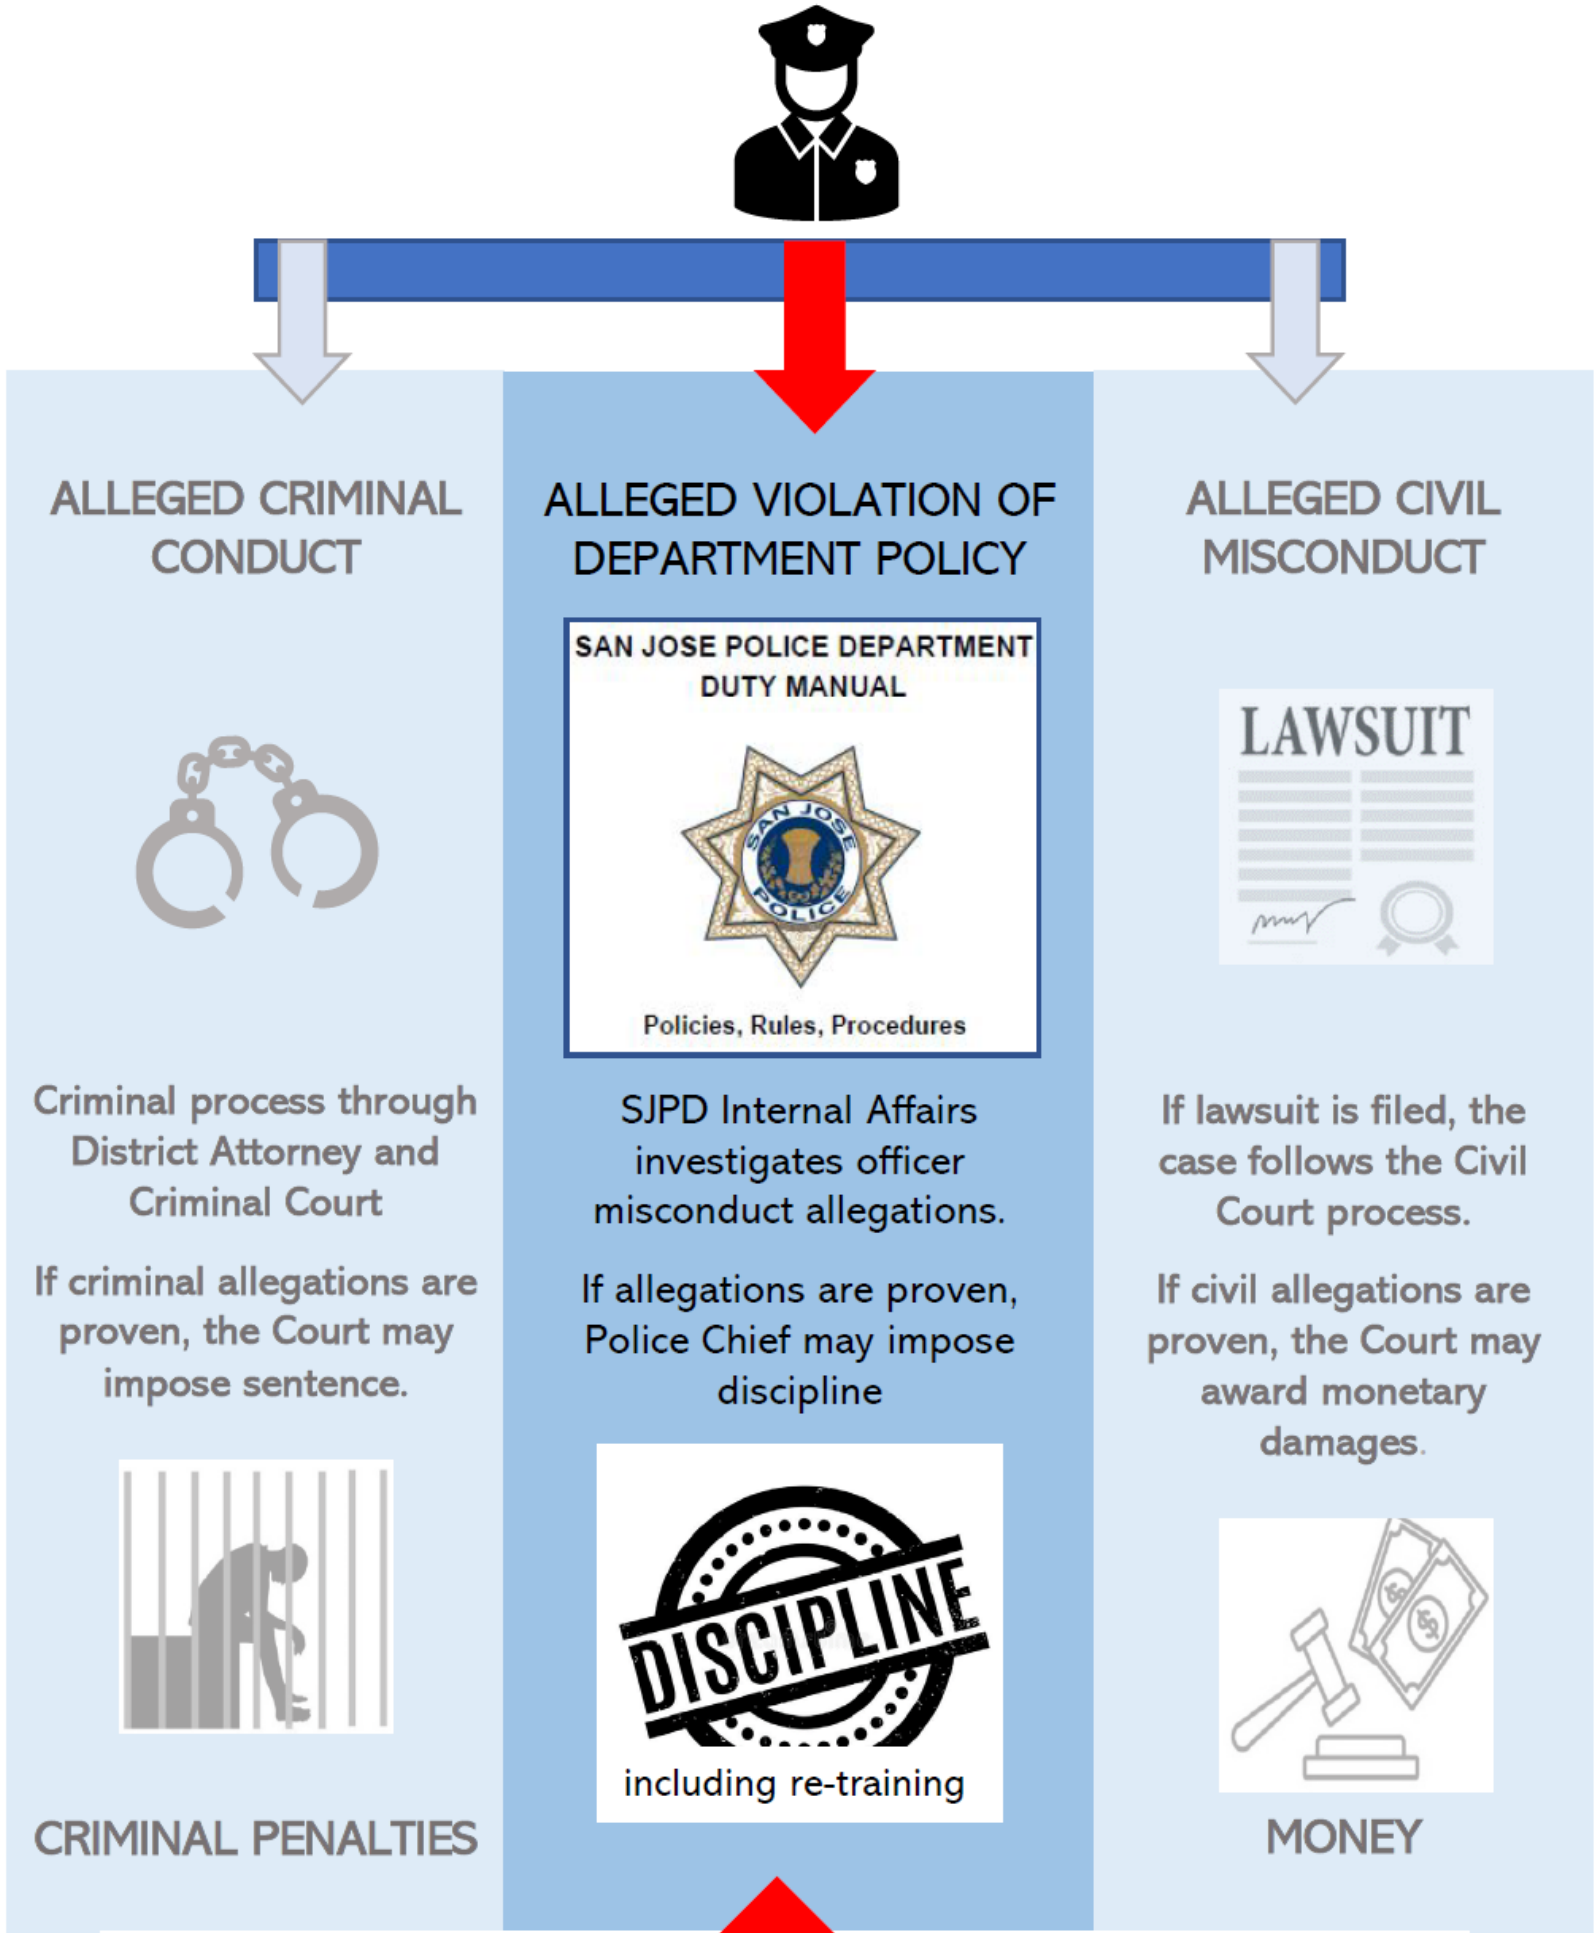 ALLEGED CRIMINAL
CONDUCT
Criminal process through
District Attorney and
Criminal Court
If criminal allegations are
proven, the Court may
impose sentence.
CRIMINAL PENALTIES
ALLEGED VIOLATION OF
DEPARTMENT POLICY
SAN JOSE POLICE DEPARTMENT
DUTY MANUAL
SAN JOSE
POLICE
Policies, Rules, Procedures
SJPD Internal Affairs
investigates officer
misconduct allegations.
If allegations are proven,
Police Chief may impose
discipline
DISCIPLINE
including re-training
ALLEGED CIVIL
MISCONDUCT
LAWSUIT
If lawsuit is filed, the
case follows the Civil
Court process.
If civil allegations are
proven, the Court may
award monetary
damages.
$
$
MONEY